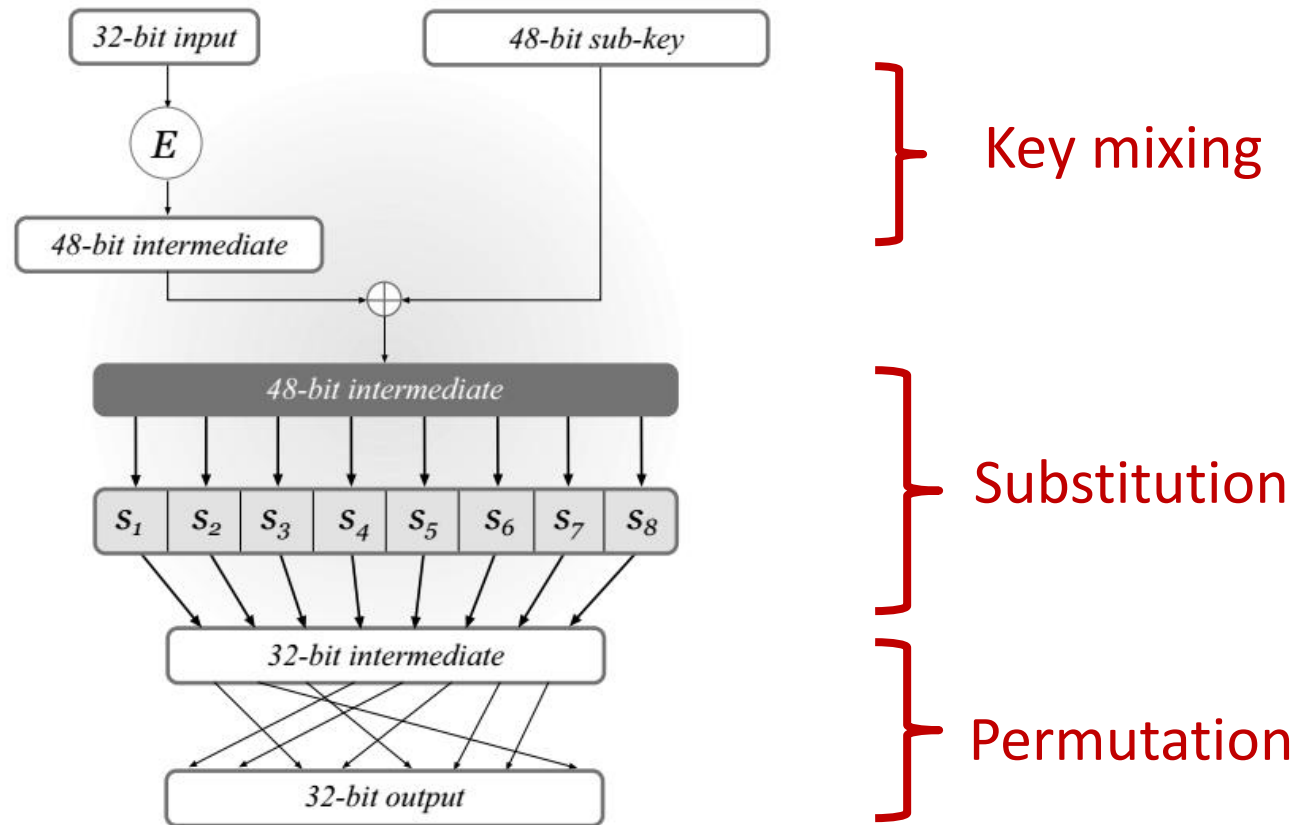 32-bit input
48-bit sub-key
Key mixing
E
48-bit intermediate
48-bit intermediate
Substitution
S1 S2 S3 S4 S5 S6 S7 S8
32-bit intermediate
Permutation
32-bit output